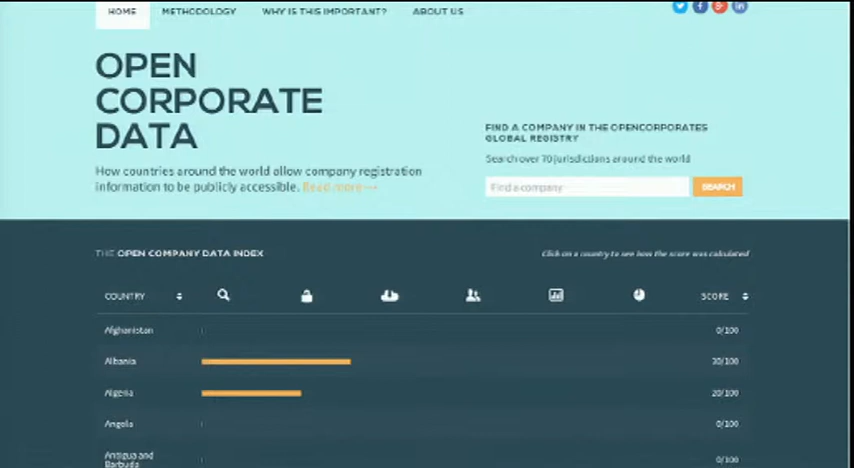 HOME METHODOLOGY WHY IS THIS IMPORTANT? ABOUT US
OPEN
CORPORATE
DATA
How countries around the world allow company registration
information to be publicly accessible. Read more →
FIND A COMPANY IN THE OPENCORPORATES
GLOBAL REGISTRY
Search over 70 jurisdictions around the world
Find a company SEARCH
THE OPEN COMPANY DATA INDEX
Click on a country to see how the score was calculated
COUNTRY SCORE
Afghanistan 0/100
Albania 30/100
Algeria 20/100
Angola 0/100
Antigua and
Barbuda 0/100